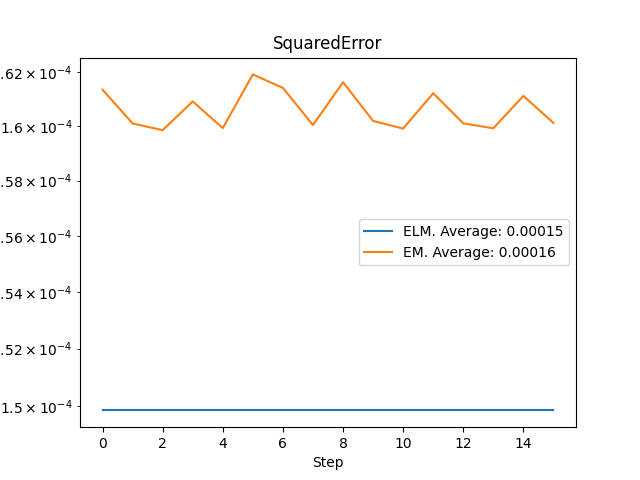 SquaredError
.62 × 10⁻⁴
1.6 × 10⁻⁴
.58 × 10⁻⁴
.56 × 10⁻⁴
.54 × 10⁻⁴
.52 × 10⁻⁴
1.5 × 10⁻⁴
ELM. Average: 0.00015
EM. Average: 0.00016
0 2 4 6 8 10 12 14
Step